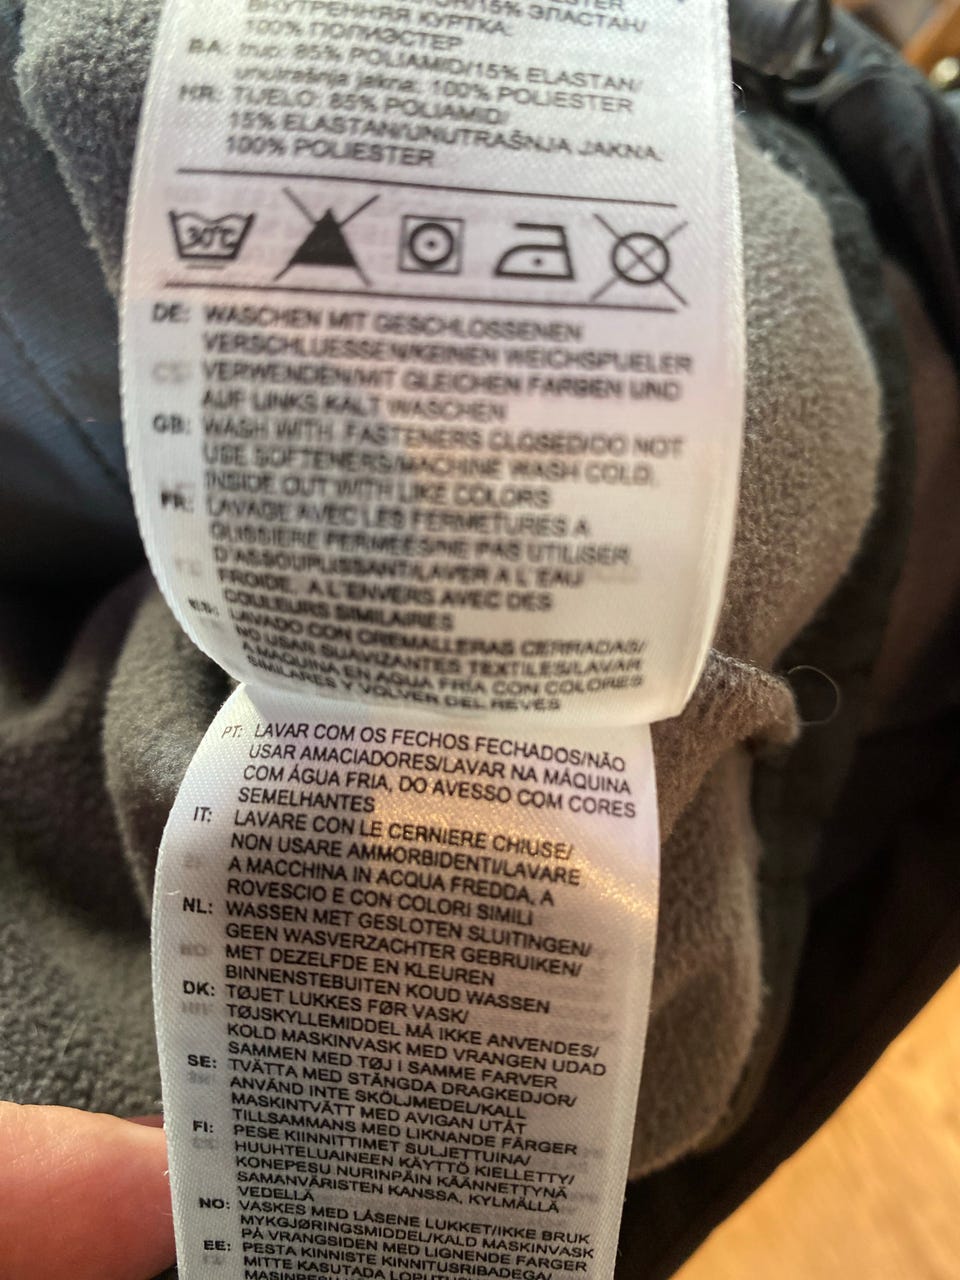 15% ЭЛАСТАН/
ВНУТРЕННЯЯ КУРТКА:
100% ПОЛИЭСТЕР
BA: trup: 85% POLIAMID/15% ELASTAN/
unutrašnja jakna: 100% POLIESTER
HR: TIJELO: 85% POLIAMID/
15% ELASTAN/UNUTRAŠNJA JAKNA:
100% POLIESTER
30°C
DE: WASCHEN MIT GESCHLOSSENEN
VERSCHLUESSEN/KEINEN WEICHSPUELER
VERWENDEN/MIT GLEICHEN FARBEN UND
AUF LINKS KALT WASCHEN
GB: WASH WITH FASTENERS CLOSED/DO NOT
USE SOFTENERS/MACHINE WASH COLD,
INSIDE OUT WITH LIKE COLORS
FR: LAVAGE AVEC LES FERMETURES A
GLISSIERE FERMEES/NE PAS UTILISER
D'ASSOUPLISSANT/LAVER A L'EAU
FROIDE, A L'ENVERS AVEC DES
COULEURS SIMILAIRES
ES: LAVADO CON CREMALLERAS CERRADAS/
NO USAR SUAVIZANTES TEXTILES/LAVAR
A MAQUINA EN AGUA FRÍA CON COLORES
SIMILARES Y VOLVER DEL REVES
PT: LAVAR COM OS FECHOS FECHADOS/NÃO
USAR AMACIADORES/LAVAR NA MÁQUINA
COM ÁGUA FRIA, DO AVESSO COM CORES
SEMELHANTES
IT: LAVARE CON LE CERNIERE CHIUSE/
NON USARE AMMORBIDENTI/LAVARE
A MACCHINA IN ACQUA FREDDA, A
ROVESCIO E CON COLORI SIMILI
NL: WASSEN MET GESLOTEN SLUITINGEN/
GEEN WASVERZACHTER GEBRUIKEN/
MET DEZELFDE EN KLEUREN
BINNENSTEBUITEN KOUD WASSEN
DK: TØJET LUKKES FØR VASK/
TØJSKYLLEMIDDEL MÅ IKKE ANVENDES/
KOLD MASKINVASK MED VRANGEN UDAD
SAMMEN MED TØJ I SAMME FARVER
SE: TVÄTTA MED STÄNGDA DRAGKEDJOR/
ANVÄND INTE SKÖLJMEDEL/KALL
MASKINTVÄTT MED AVIGAN UTÅT
TILLSAMMANS MED LIKNANDE FÄRGER
FI: PESE KIINNITTIMET SULJETTUINA/
HUUHTELUAINEEN KÄYTTÖ KIELLETTY/
KONEPESU NURINPÄIN KÄÄNNETTYNÄ
SAMANVÄRISTEN KANSSA, KYLMÄLLÄ
VEDELLÄ
NO: VASKES MED LÅSENE LUKKET/IKKE BRUK
MYKGJØRINGSMIDDEL/KALD MASKINVASK
PÅ VRANGSIDEN MED LIGNENDE FARGER
EE: PESTA KINNISTE KINNITUSRIBADEGA/
MITTE KASUTADA